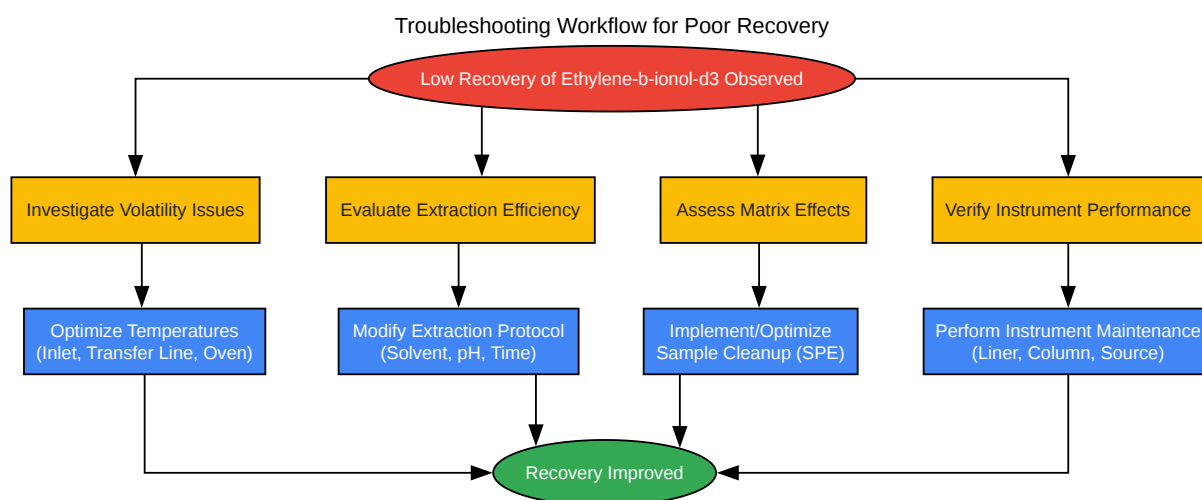 Troubleshooting Workflow for Poor Recovery
Low Recovery of Ethylene-b-ionol-d3 Observed
Investigate Volatility Issues
Evaluate Extraction Efficiency
Assess Matrix Effects
Verify Instrument Performance
Optimize Temperatures
(Inlet, Transfer Line, Oven)
Modify Extraction Protocol
(Solvent, pH, Time)
Implement/Optimize
Sample Cleanup (SPE)
Perform Instrument Maintenance
(Liner, Column, Source)
Recovery Improved